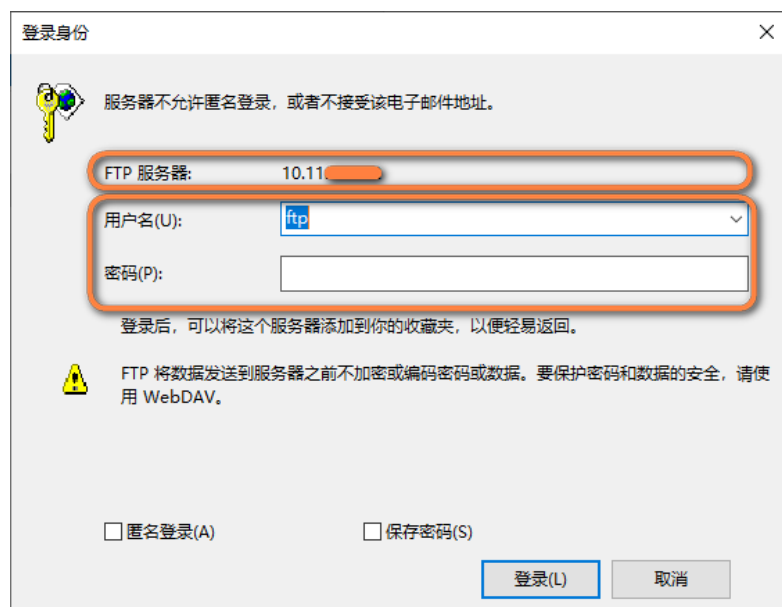 登录身份
服务器不允许匿名登录，或者不接受该电子邮件地址。
FTP 服务器: 10.11.
用户名(U): ftp
密码(P):
登录后，可以将这个服务器添加到你的收藏夹，以便轻易返回。
FTP 将数据发送到服务器之前不加密或编码密码或数据。要保护密码和数据的安全，请使
用 WebDAV。
匿名登录(A) 保存密码(S)
登录(L) 取消